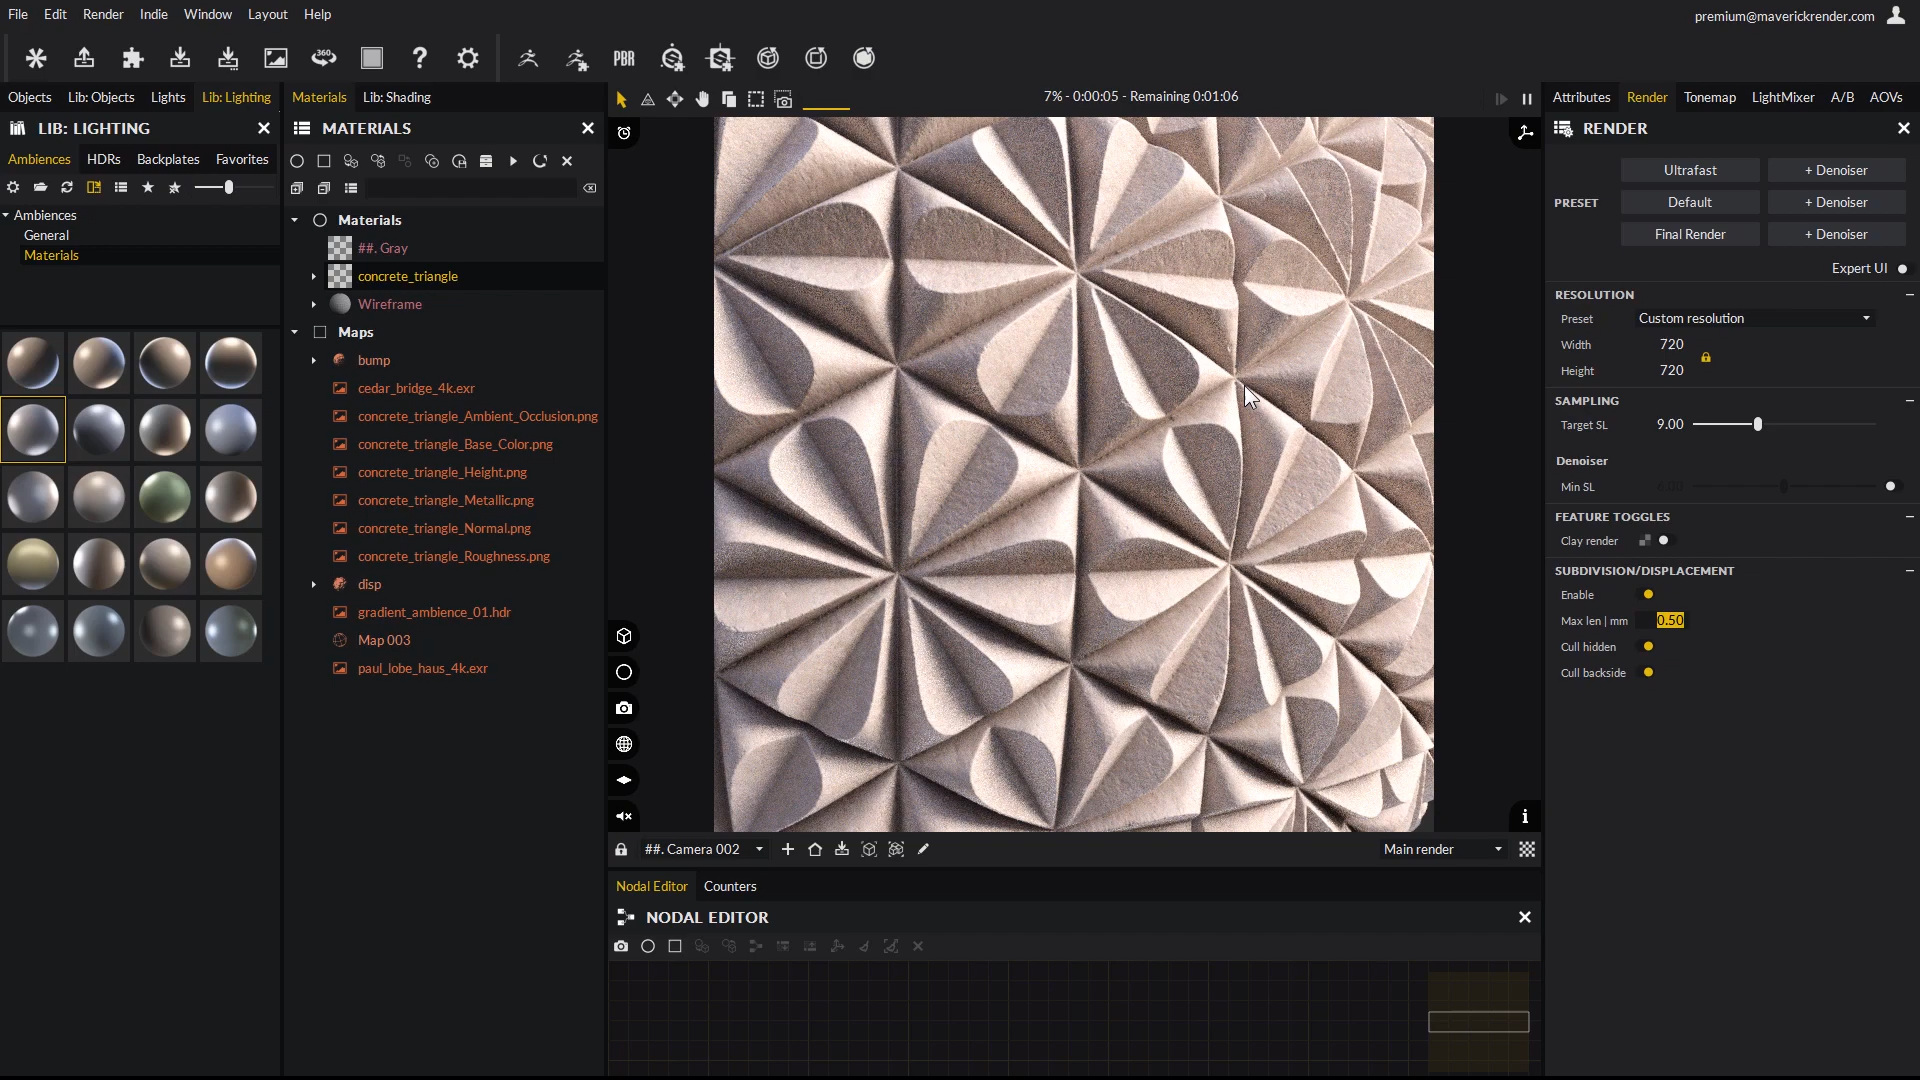 File Edit Render Indie Window Layout Help
premium@maverickrender.com
360º
PBR
Objects Lib: Objects Lights Lib: Lighting
Materials Lib: Shading
7% - 0:00:05 - Remaining 0:01:06
Attributes Render Tonemap LightMixer A/B AOVs
LIB: LIGHTING
MATERIALS
RENDER
Ambiences HDRs Backplates Favorites
Ambiences
General
Materials
Materials
##. Gray
concrete_triangle
Wireframe
Maps
bump
cedar_bridge_4k.exr
concrete_triangle_Ambient_Occlusion.png
concrete_triangle_Base_Color.png
concrete_triangle_Height.png
concrete_triangle_Metallic.png
concrete_triangle_Normal.png
concrete_triangle_Roughness.png
disp
gradient_ambience_01.hdr
Map 003
paul_lobe_haus_4k.exr
PRESET
Ultrafast + Denoiser
Default + Denoiser
Final Render + Denoiser
Expert UI
RESOLUTION
Preset Custom resolution
Width 720
Height 720
SAMPLING
Target SL 9.00
Denoiser
Min SL
FEATURE TOGGLES
Clay render
SUBDIVISION/DISPLACEMENT
Enable
Max len | mm 0.50
Cull hidden
Cull backside
##. Camera 002
Main render
Nodal Editor Counters
NODAL EDITOR